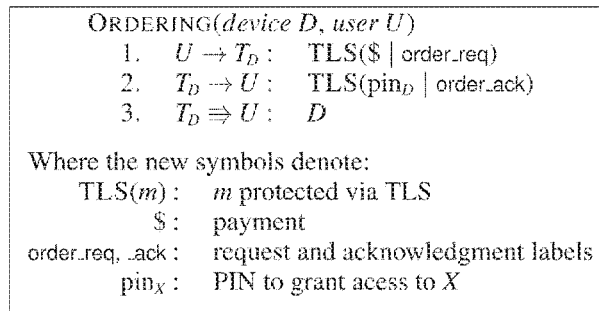 ORDERING(device D, user U)
1. U → T_D : TLS($ | order_req)
2. T_D → U : TLS(pin_D | order_ack)
3. T_D ⇛ U : D
Where the new symbols denote:
TLS(m) : m protected via TLS
$ : payment
order_req, _ack : request and acknowledgment labels
pin_X : PIN to grant acess to X